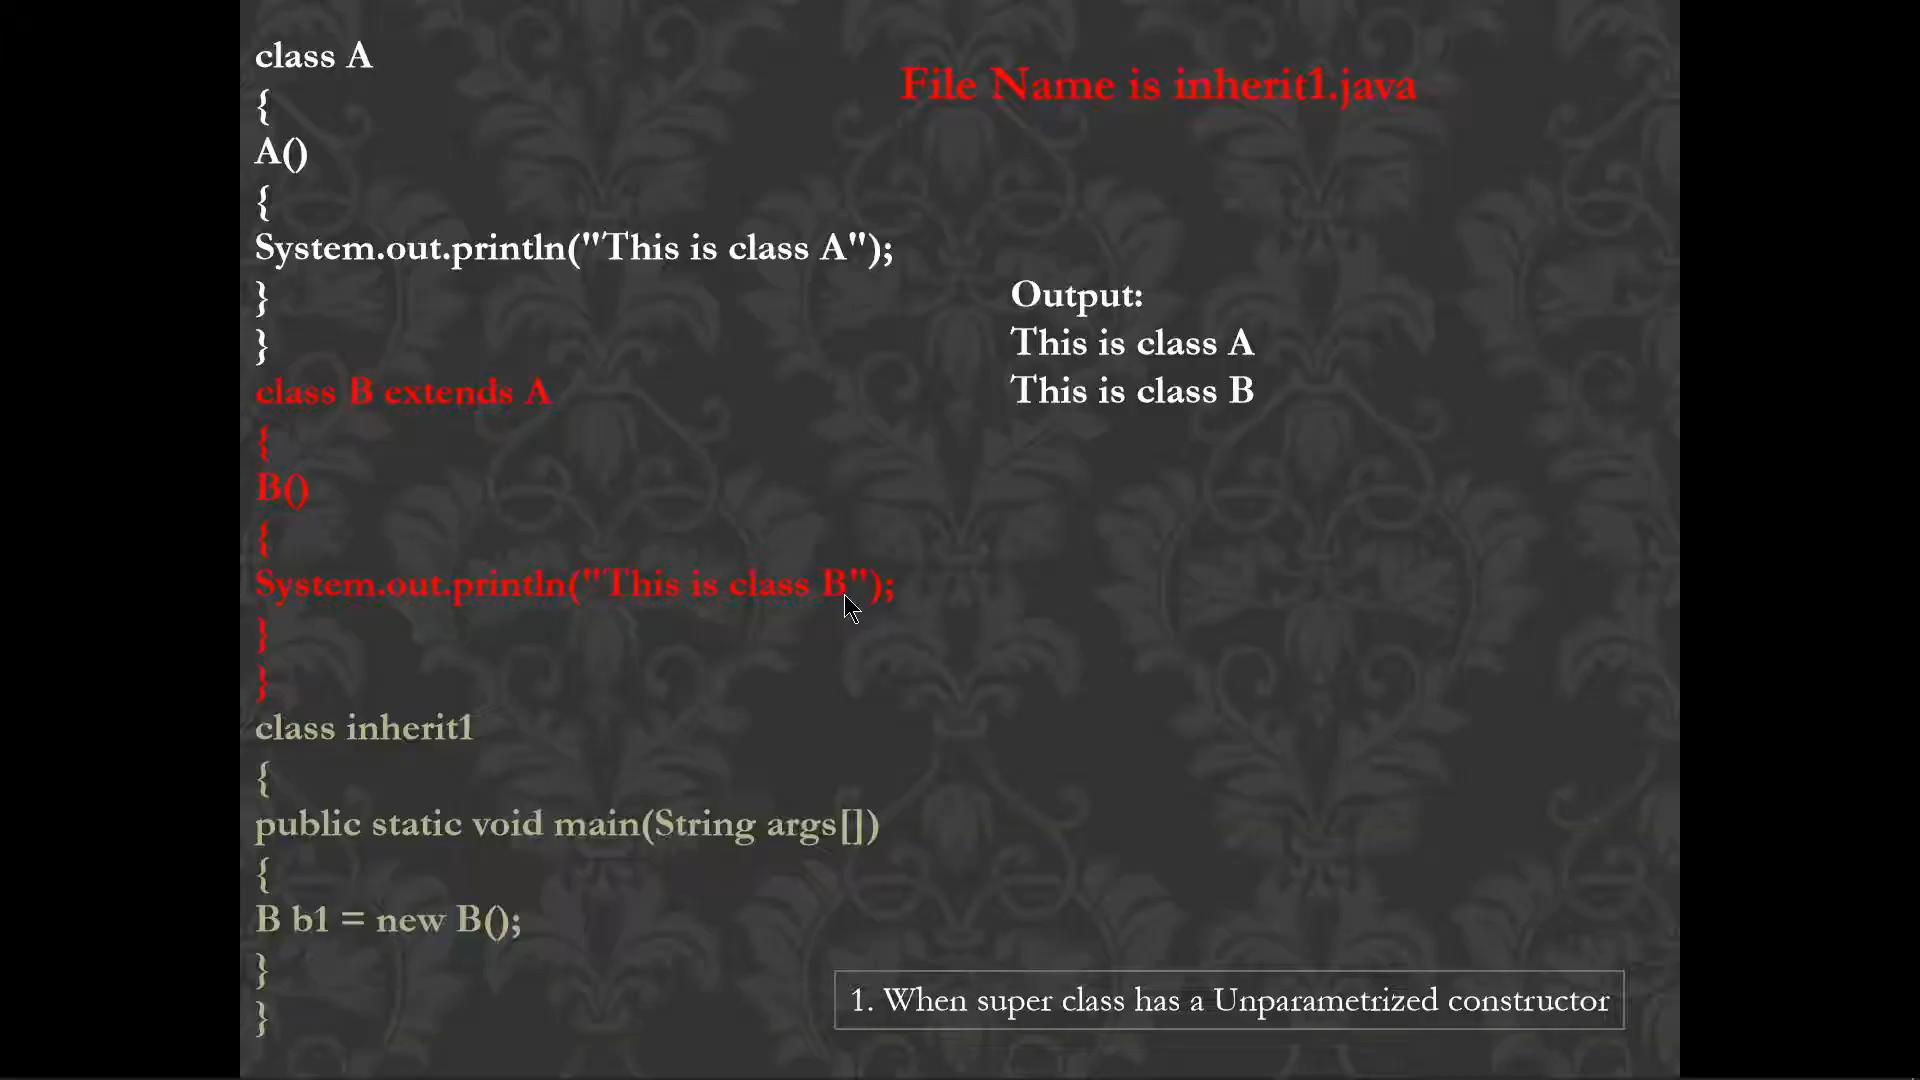 class A
{
A()
{
System.out.println("This is class A");
}
}
class B extends A
{
B()
{
System.out.println("This is class B");
}
}
class inherit1
{
public static void main(String args[])
{
B b1 = new B();
}
}
File Name is inherit1.java
Output:
This is class A
This is class B
1. When super class has a Unparametrized constructor